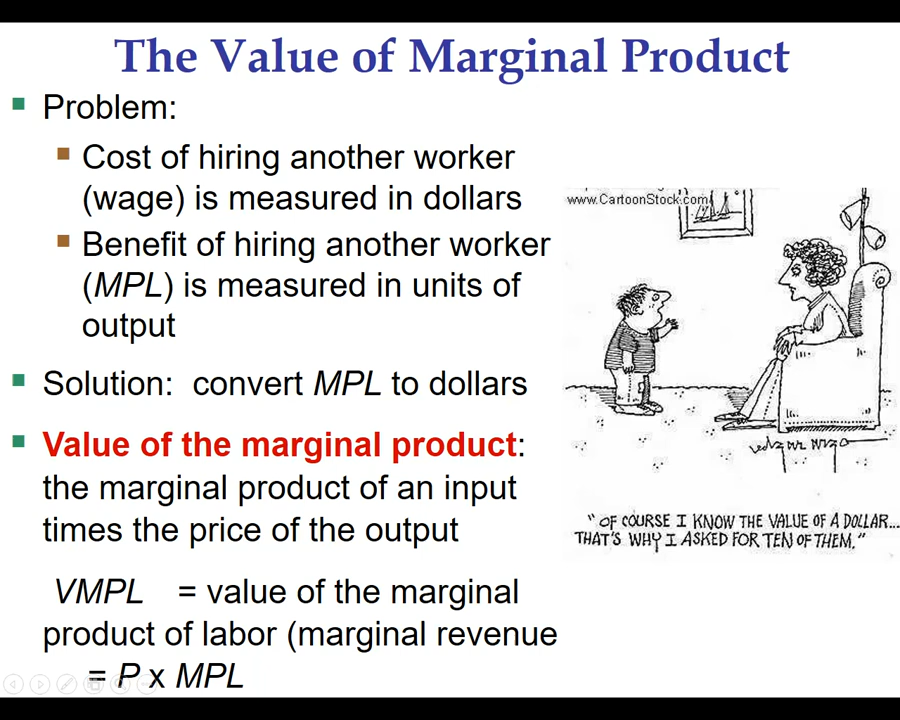 The Value of Marginal Product
Problem:
Cost of hiring another worker
(wage) is measured in dollars
Benefit of hiring another worker
(MPL) is measured in units of
output
Solution: convert MPL to dollars
Value of the marginal product:
the marginal product of an input
times the price of the output
VMPL = value of the marginal
product of labor (marginal revenue
= P x MPL
www.CartoonStock.com
"OF COURSE I KNOW THE VALUE OF A DOLLAR...
THAT'S WHY I ASKED FOR TEN OF THEM."